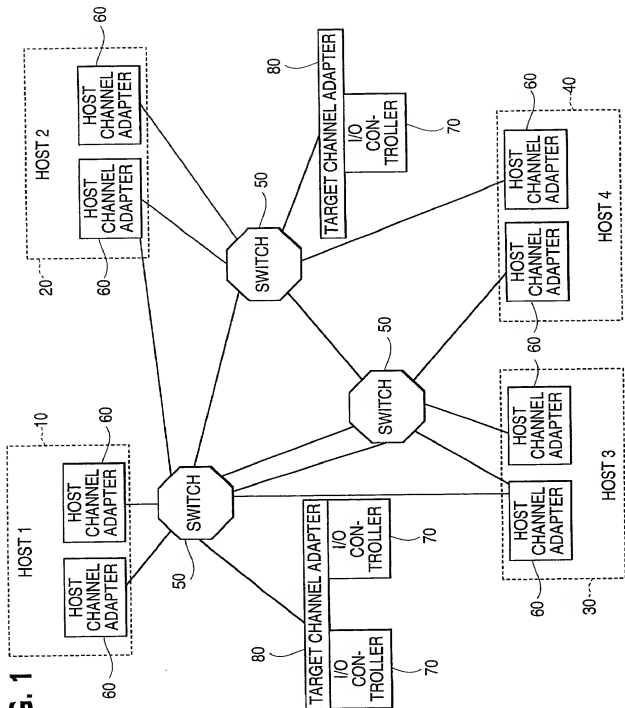 G. 1
HOST 1
10
HOST
CHANNEL
ADAPTER
60
HOST
CHANNEL
ADAPTER
60
HOST 2
20
HOST
CHANNEL
ADAPTER
60
HOST
CHANNEL
ADAPTER
60
SWITCH
50
SWITCH
50
SWITCH
50
TARGET CHANNEL ADAPTER
80
I/O
CON-
TROLLER
70
I/O
CON-
TROLLER
70
TARGET CHANNEL ADAPTER
80
I/O
CON-
TROLLER
70
HOST
CHANNEL
ADAPTER
60
HOST
CHANNEL
ADAPTER
60
HOST 3
30
HOST
CHANNEL
ADAPTER
60
HOST
CHANNEL
ADAPTER
60
HOST 4
40